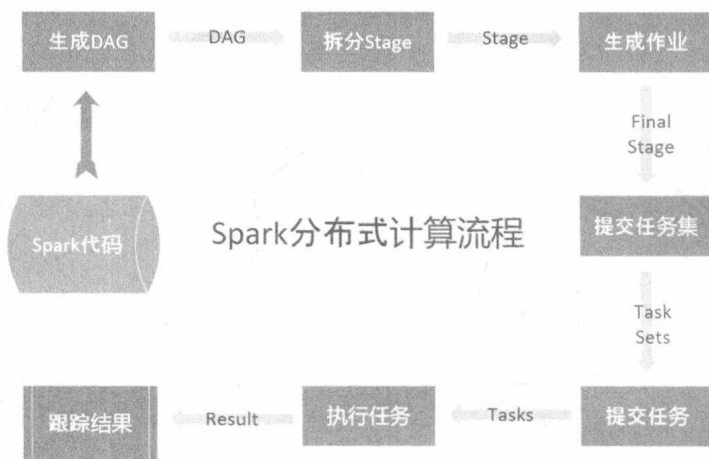 生成DAG
DAG
拆分Stage
Stage
生成作业
Final
Stage
Spark代码
Spark分布式计算流程
提交任务集
Task
Sets
跟踪结果
Result
执行任务
Tasks
提交任务